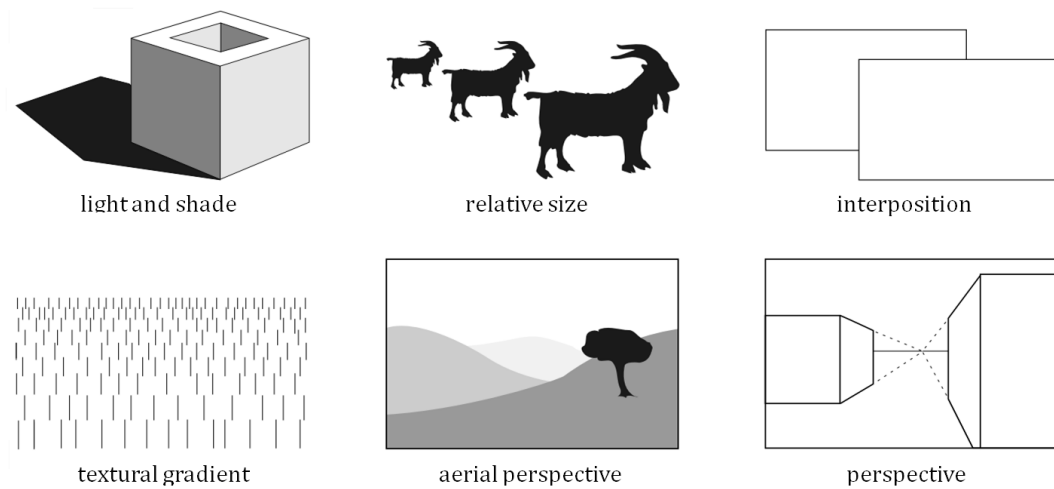 light and shade
relative size
interposition
textural gradient
aerial perspective
perspective